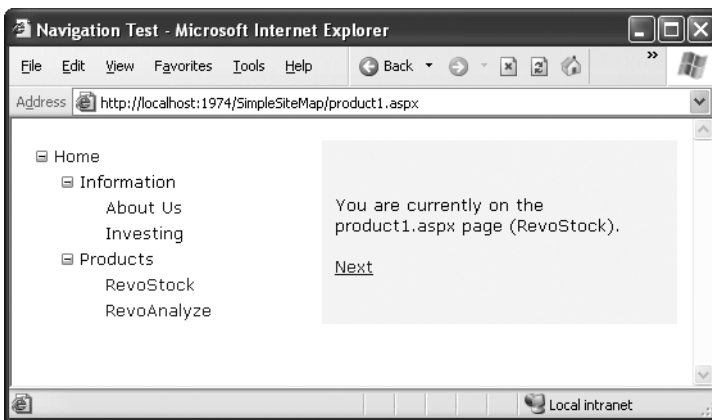 Navigation Test - Microsoft Internet Explorer
File Edit View Favorites Tools Help Back »
Address http://localhost:1974/SimpleSiteMap/product1.aspx
Home
Information
About Us
Investing
Products
RevoStock
RevoAnalyze
You are currently on the
product1.aspx page (RevoStock).
Next
Local intranet